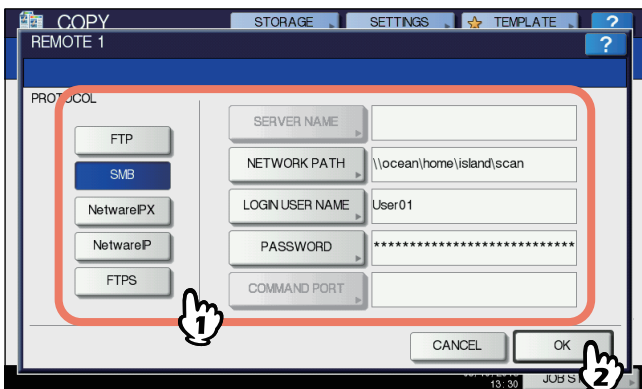 COPY STORAGE SETTINGS TEMPLATE ?
REMOTE 1 ?
PROTOCOL
FTP
SMB
NetwareIPX
NetwareIP
FTPS
SERVER NAME
NETWORK PATH \\ocean\home\island\scan
LOGIN USER NAME User01
PASSWORD ****************************
COMMAND PORT
1
CANCEL OK
2
13:30 JOB